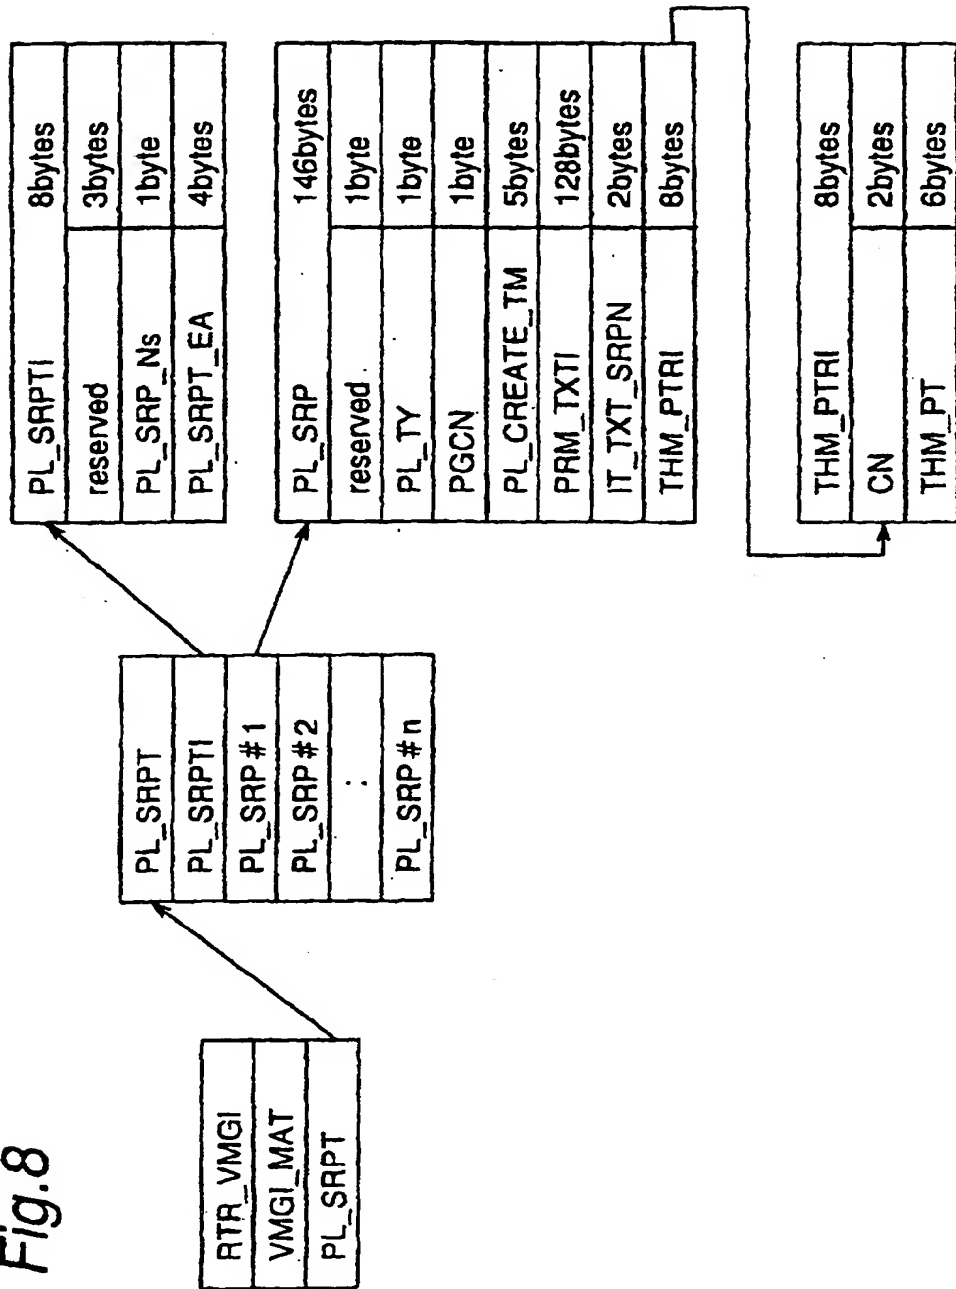 Fig.8
RTR_VMGI
VMGI_MAT
PL_SRPT
PL_SRPT
PL_SRPTI
PL_SRP#1
PL_SRP#2
:
PL_SRP#n
PL_SRPTI 8bytes
reserved 3bytes
PL_SRP_Ns 1byte
PL_SRPT_EA 4bytes
PL_SRP 146bytes
reserved 1byte
PL_TY 1byte
PGCN 1byte
PL_CREATE_TM 5bytes
PRM_TXTI 128bytes
IT_TXT_SRPN 2bytes
THM_PTRI 8bytes
THM_PTRI 8bytes
CN 2bytes
THM_PT 6bytes